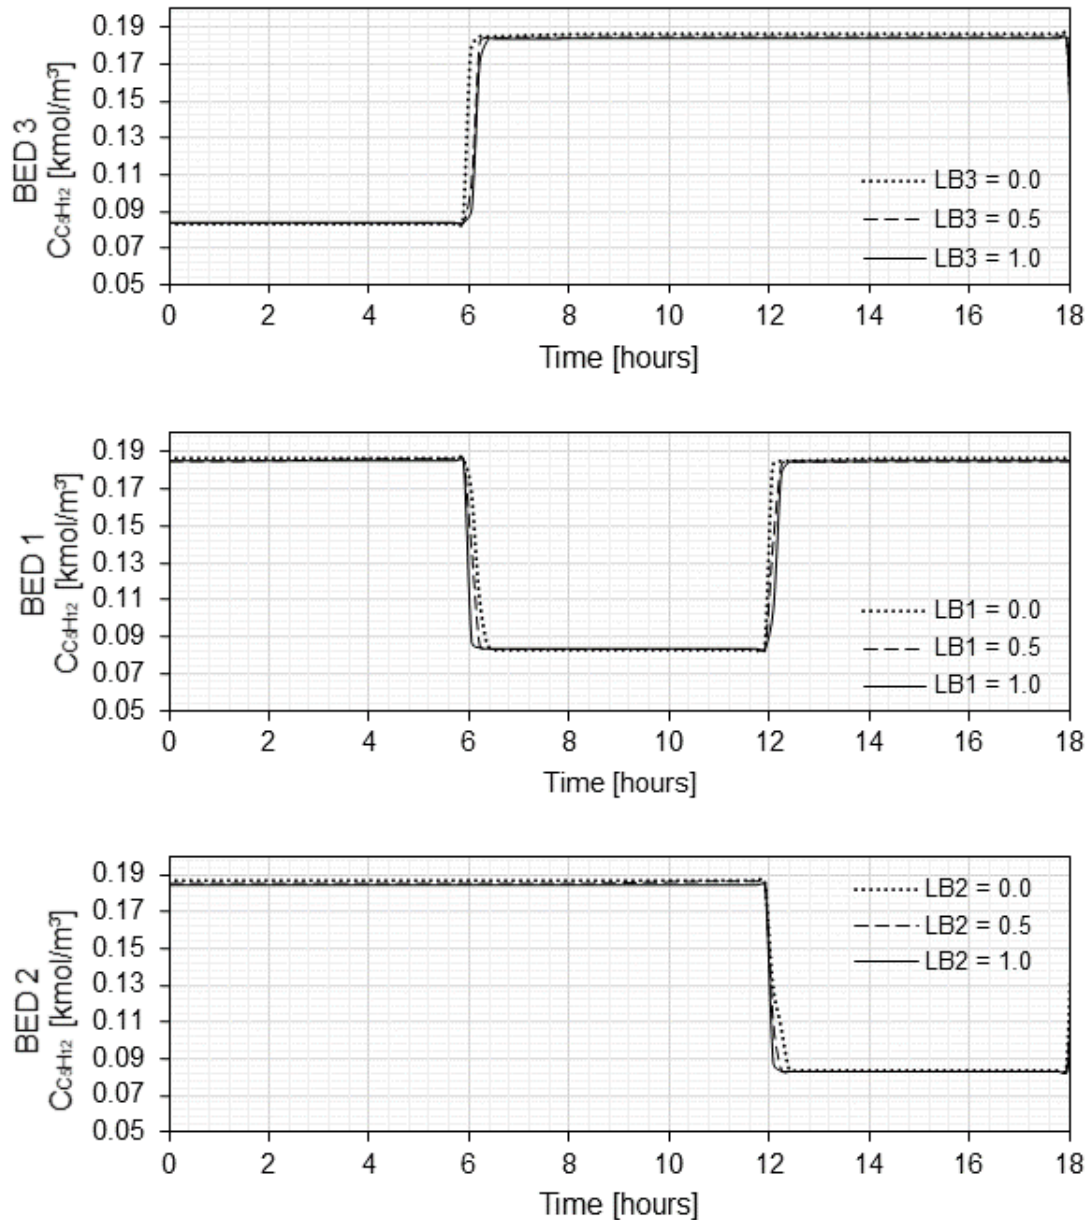 BED 3
C_C₅H₁₂ [kmol/m³]
0.19
0.17
0.15
0.13
0.11
0.09
0.07
0.05
LB3 = 0.0
LB3 = 0.5
LB3 = 1.0
0 2 4 6 8 10 12 14 16 18
Time [hours]
BED 1
C_C₅H₁₂ [kmol/m³]
0.19
0.17
0.15
0.13
0.11
0.09
0.07
0.05
LB1 = 0.0
LB1 = 0.5
LB1 = 1.0
0 2 4 6 8 10 12 14 16 18
Time [hours]
BED 2
C_C₅H₁₂ [kmol/m³]
0.19
0.17
0.15
0.13
0.11
0.09
0.07
0.05
LB2 = 0.0
LB2 = 0.5
LB2 = 1.0
0 2 4 6 8 10 12 14 16 18
Time [hours]